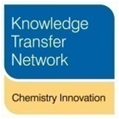 Knowledge
Transfer
Network
Chemistry Innovation